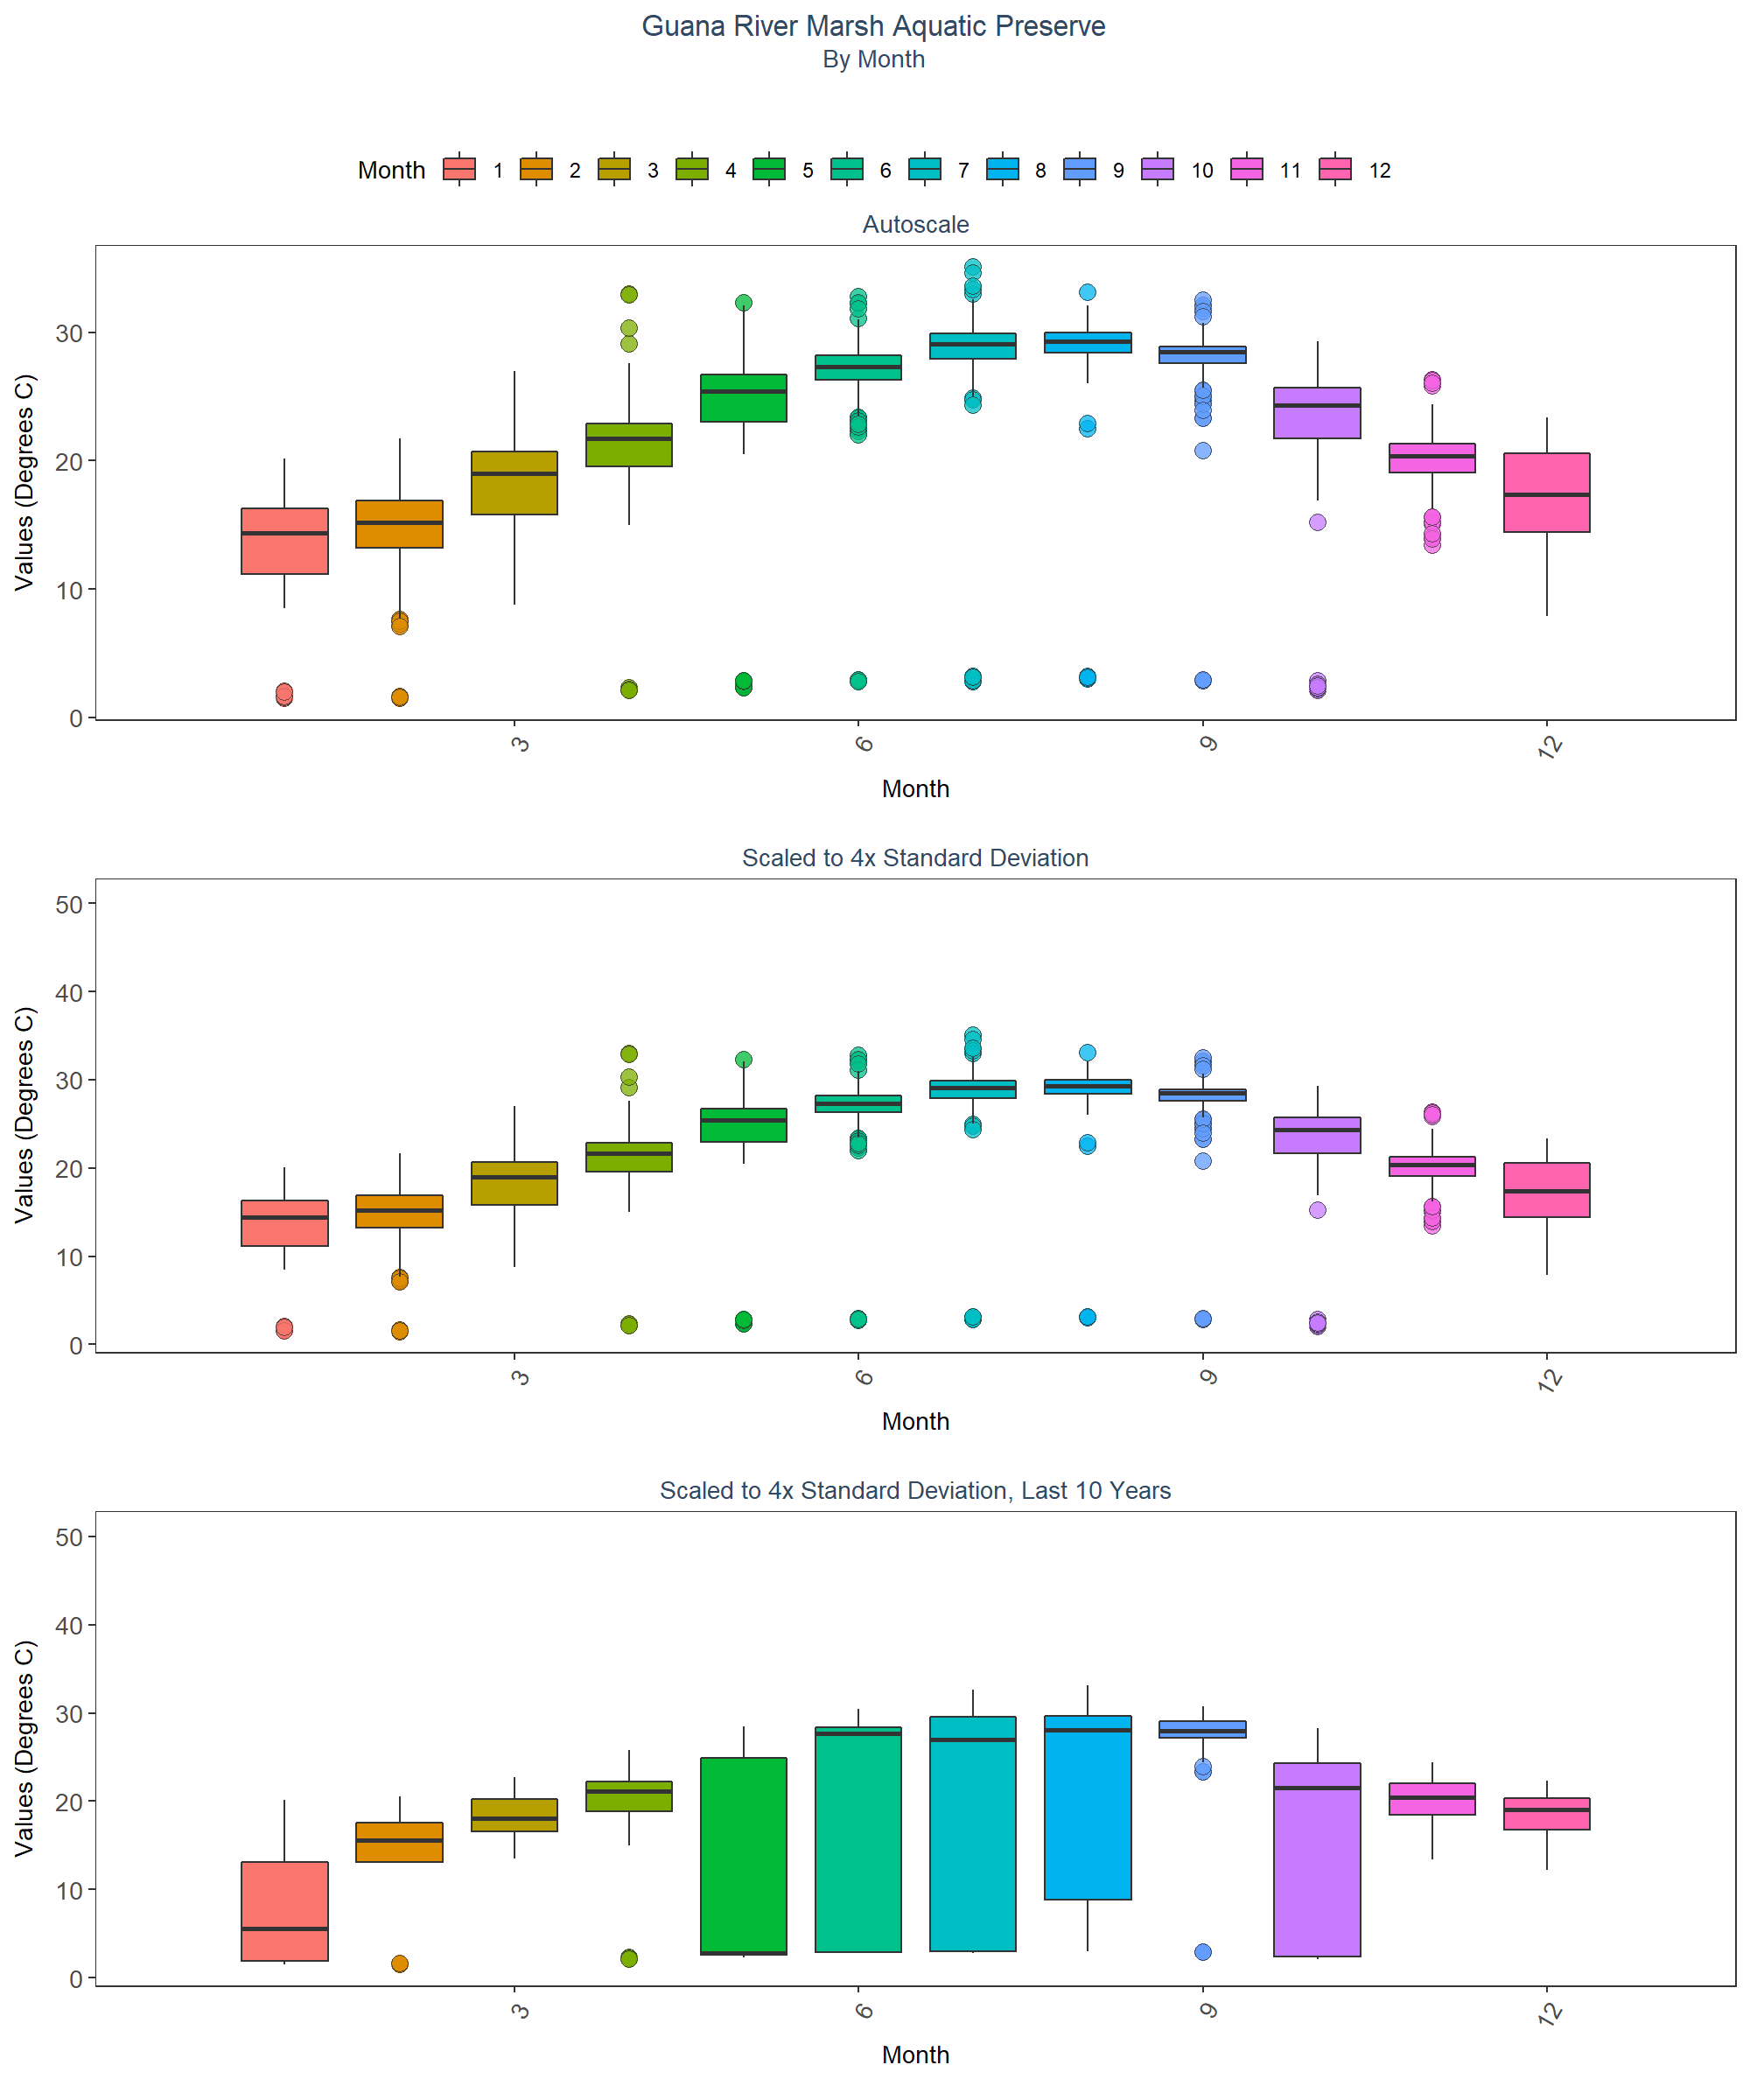 Guana River Marsh Aquatic Preserve
By Month
Month 1 2 3 4 5 6 7 8 9 10 11 12
Autoscale
Values (Degrees C)
30
20
10
0
3 6 9 12
Month
Scaled to 4x Standard Deviation
Values (Degrees C)
50
40
30
20
10
0
3 6 9 12
Month
Scaled to 4x Standard Deviation, Last 10 Years
Values (Degrees C)
50
40
30
20
10
0
3 6 9 12
Month